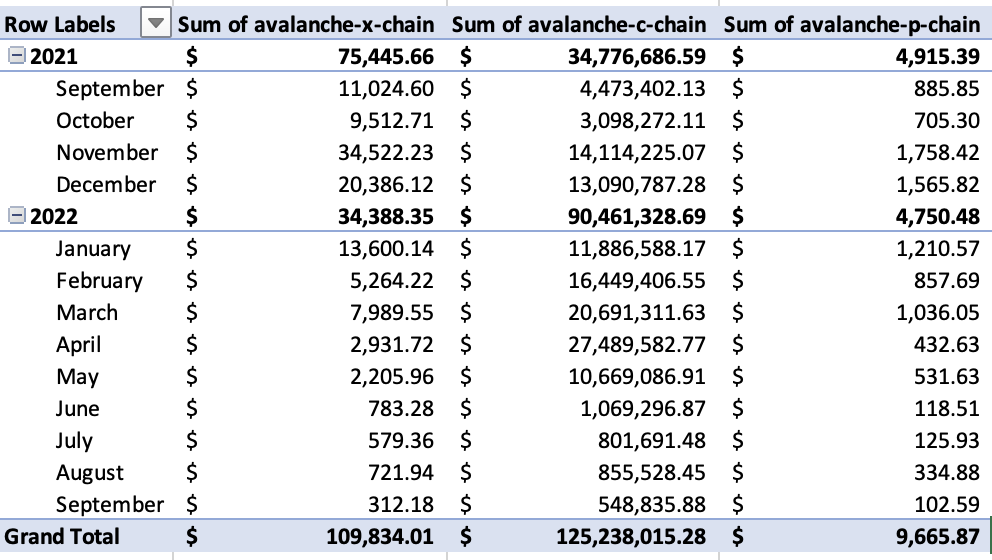 Row Labels Sum of avalanche-x-chain Sum of avalanche-c-chain Sum of avalanche-p-chain
2021 $ 75,445.66 $ 34,776,686.59 $ 4,915.39
September $ 11,024.60 $ 4,473,402.13 $ 885.85
October $ 9,512.71 $ 3,098,272.11 $ 705.30
November $ 34,522.23 $ 14,114,225.07 $ 1,758.42
December $ 20,386.12 $ 13,090,787.28 $ 1,565.82
2022 $ 34,388.35 $ 90,461,328.69 $ 4,750.48
January $ 13,600.14 $ 11,886,588.17 $ 1,210.57
February $ 5,264.22 $ 16,449,406.55 $ 857.69
March $ 7,989.55 $ 20,691,311.63 $ 1,036.05
April $ 2,931.72 $ 27,489,582.77 $ 432.63
May $ 2,205.96 $ 10,669,086.91 $ 531.63
June $ 783.28 $ 1,069,296.87 $ 118.51
July $ 579.36 $ 801,691.48 $ 125.93
August $ 721.94 $ 855,528.45 $ 334.88
September $ 312.18 $ 548,835.88 $ 102.59
Grand Total $ 109,834.01 $ 125,238,015.28 $ 9,665.87